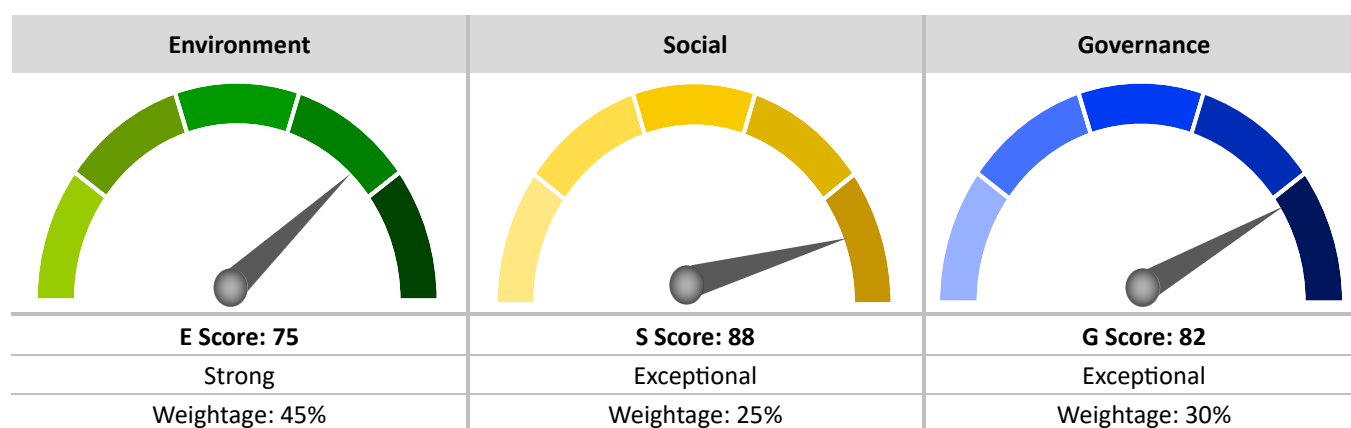 Environment
Social
Governance
E Score: 75
S Score: 88
G Score: 82
Strong
Exceptional
Exceptional
Weightage: 45%
Weightage: 25%
Weightage: 30%